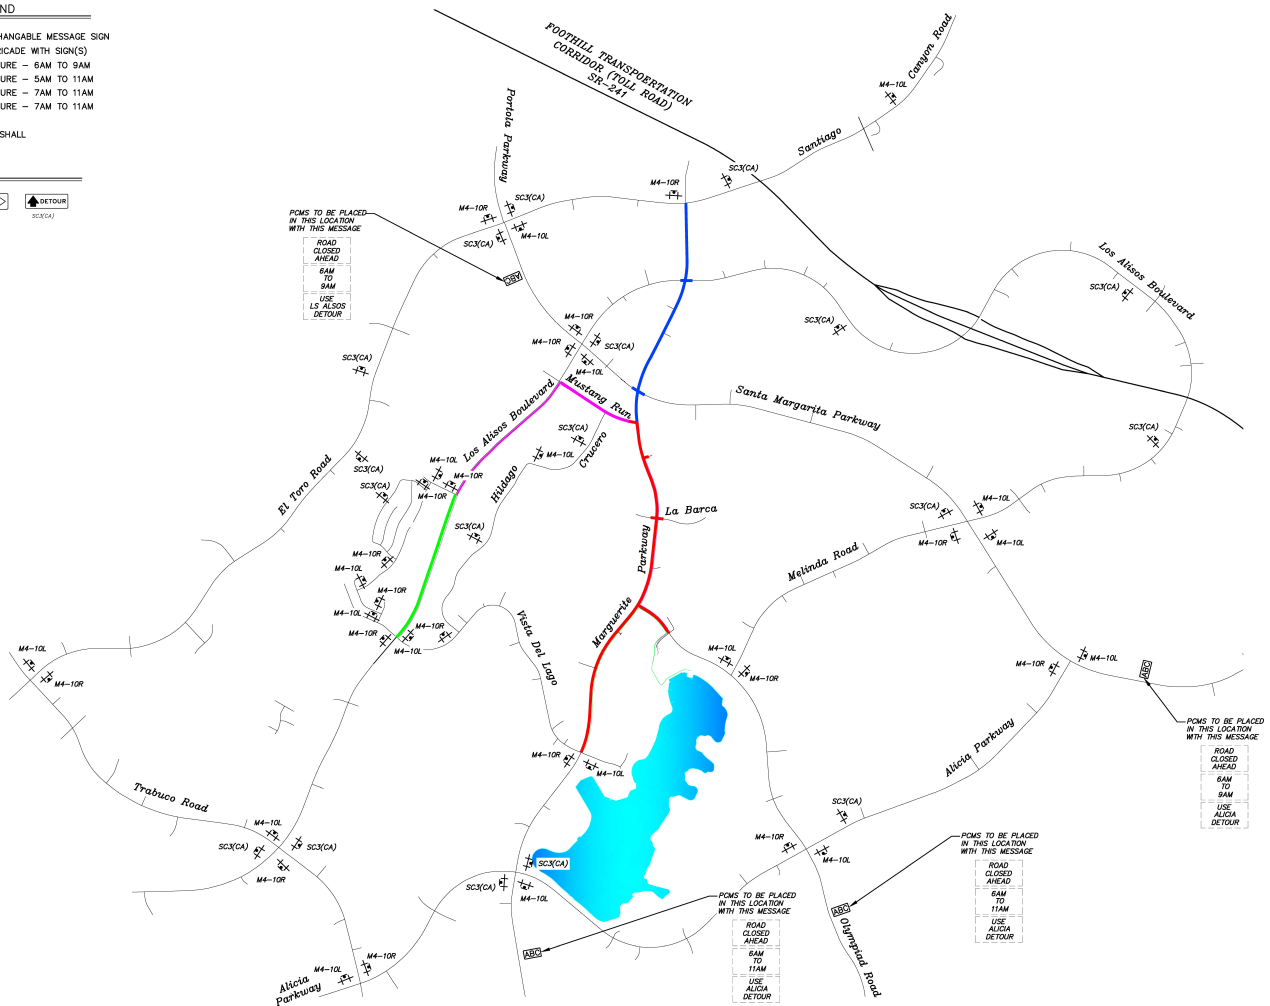 ND
HANGABLE MESSAGE SIGN
RICADE WITH SIGN(S)
URE - 6AM TO 9AM
URE - 5AM TO 11AM
URE - 7AM TO 11AM
URE - 7AM TO 11AM
SHALL
DETOUR
SC3(CA)
FOOTHILL TRANSPOERTATION
CORRIDOR (TOLL ROAD)
SR-241
Canyon Road
M4-10L
Santiago
Portola Parkway
SC3(CA)
M4-10R
SC3(CA)
M4-10R
SC3(CA)
M4-10L
PCMS TO BE PLACED
IN THIS LOCATION
WITH THIS MESSAGE
ROAD
CLOSED
AHEAD
6AM
TO
9AM
USE
LS ALSOS
DETOUR
ABC
Los Alisos Boulevard
SC3(CA)
SC3(CA)
M4-10R
M4-10R
SC3(CA)
M4-10L
SC3(CA)
Mustang Run
Los Alisos Boulevard
Santa Margarita Parkway
SC3(CA)
Crucero
M4-10L
SC3(CA)
El Toro Road
SC3(CA)
M4-10L
M4-10R
SC3(CA)
M4-10R
Hildago
SC3(CA)
La Barca
Parkway
SC3(CA)
M4-10L
M4-10R
M4-10L
Melinda Road
M4-10R
M4-10L
M4-10R
M4-10L
M4-10R
M4-10R
M4-10L
Marguerite
Vista Del Lago
M4-10L
M4-10R
M4-10L
M4-10R
M4-10R
M4-10L
ABC
PCMS TO BE PLACED
IN THIS LOCATION
WITH THIS MESSAGE
ROAD
CLOSED
AHEAD
6AM
TO
9AM
USE
ALICIA
DETOUR
Alicia Parkway
M4-10R
M4-10L
Trabuco Road
M4-10L
SC3(CA)
SC3(CA)
M4-10R
SC3(CA)
M4-10R
M4-10L
SC3(CA)
SC3(CA)
M4-10L
PCMS TO BE PLACED
IN THIS LOCATION
WITH THIS MESSAGE
ROAD
CLOSED
AHEAD
6AM
TO
11AM
USE
ALICIA
DETOUR
ABC
Olympiad Road
PCMS TO BE PLACED
IN THIS LOCATION
WITH THIS MESSAGE
ROAD
CLOSED
AHEAD
6AM
TO
11AM
USE
ALICIA
DETOUR
ABC
M4-10R
M4-10L
Alicia
Parkway